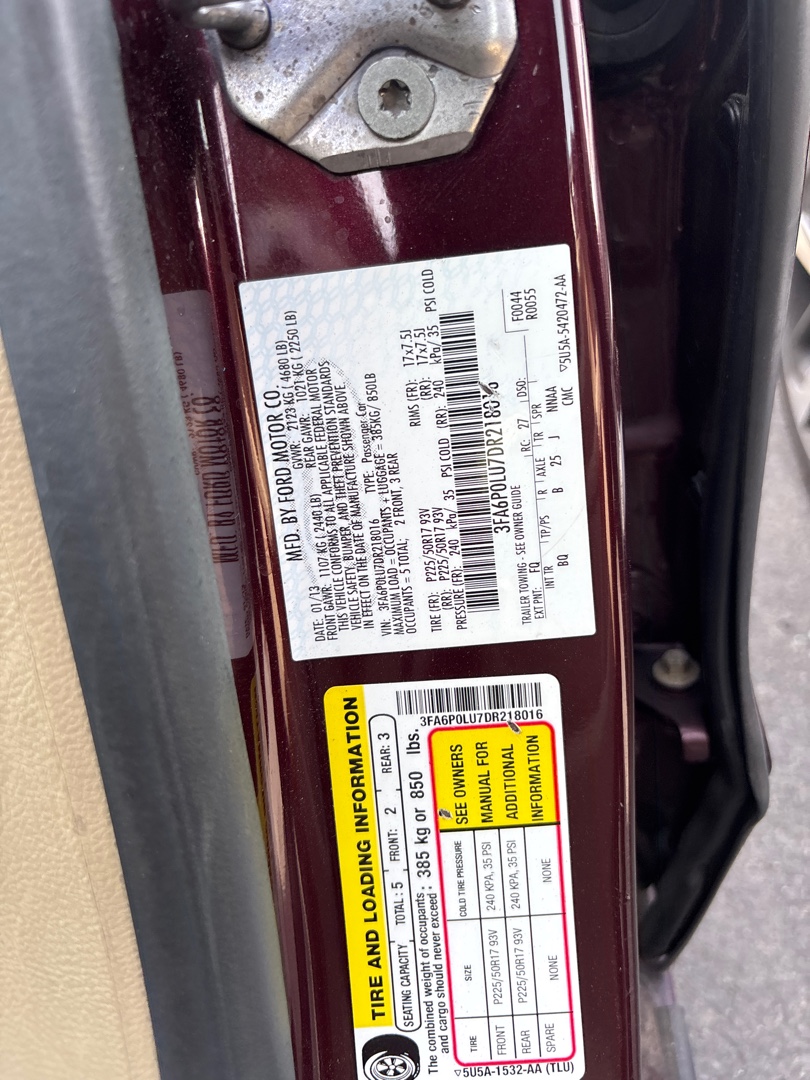 MFD. BY FORD MOTOR CO.
DATE: 01/13 GVWR: 2123 KG ( 4680 LB)
FRONT GAWR: 1107 KG ( 2440 LB) REAR GAWR: 1021 KG ( 2250 LB)
THIS VEHICLE CONFORMS TO ALL APPLICABLE FEDERAL MOTOR
VEHICLE SAFETY, BUMPER, AND THEFT PREVENTION STANDARDS
IN EFFECT ON THE DATE OF MANUFACTURE SHOWN ABOVE.
VIN: 3FA6P0LU7DR218016 TYPE: Passenger Car
MAXIMUM LOAD = OCCUPANTS + LUGGAGE = 385KG/ 850LB
OCCUPANTS = 5 TOTAL: 2 FRONT, 3 REAR
TIRE (FR): P225/50R17 93V RIMS (FR): 17x7.5J
(RR): P225/50R17 93V (RR): 17x7.5J
PRESSURE (FR): 240 kPa/ 35 PSI COLD (RR): 240 kPa/ 35 PSI COLD
3FA6P0LU7DR218016
F0044
R0055
TRAILER TOWING - SEE OWNER GUIDE
EXT PNT: FQ RC: 27 DSO:
INT TR TP/PS R AXLE TR SPR
BQ B 25 J NNAA
CMC ▽5U5A-5420472-AA
TIRE AND LOADING INFORMATION
SEATING CAPACITY TOTAL : 5 FRONT: 2 REAR: 3
The combined weight of occupants
and cargo should never exceed : 385 kg or 850 lbs.
3FA6P0LU7DR218016
TIRE SIZE COLD TIRE PRESSURE
FRONT P225/50R17 93V 240 KPA, 35 PSI
REAR P225/50R17 93V 240 KPA, 35 PSI
SPARE NONE NONE
SEE OWNERS
MANUAL FOR
ADDITIONAL
INFORMATION
▽5U5A-1532-AA (TLU)